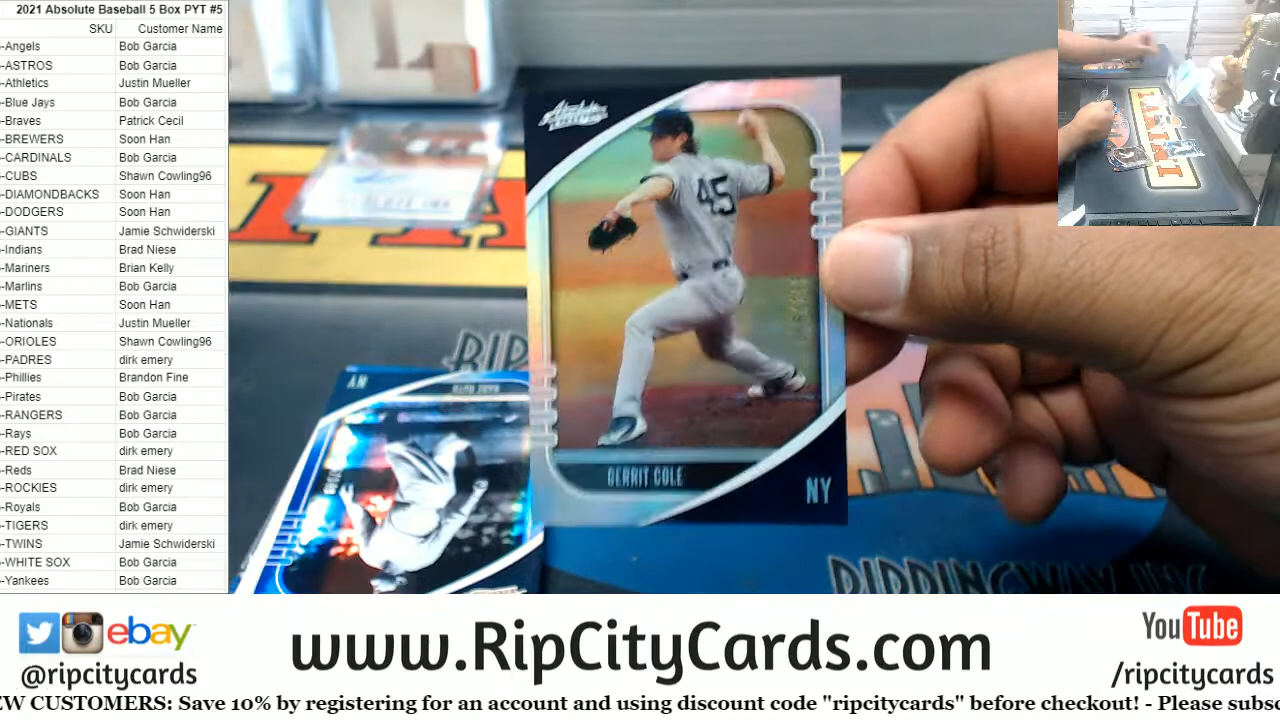 2021 Absolute Baseball 5 Box PYT #5
SKU Customer Name
-Angels Bob Garcia
-ASTROS Bob Garcia
-Athletics Justin Mueller
-Blue Jays Bob Garcia
-Braves Patrick Cecil
-BREWERS Soon Han
-CARDINALS Bob Garcia
-CUBS Shawn Cowling96
-DIAMONDBACKS Soon Han
-DODGERS Soon Han
-GIANTS Jamie Schwiderski
-Indians Brad Niese
-Mariners Brian Kelly
-Marlins Bob Garcia
-METS Soon Han
-Nationals Justin Mueller
-ORIOLES Shawn Cowling96
-PADRES dirk emery
-Phillies Brandon Fine
-Pirates Bob Garcia
-RANGERS Bob Garcia
-Rays Bob Garcia
-RED SOX dirk emery
-Reds Brad Niese
-ROCKIES dirk emery
-Royals Bob Garcia
-TIGERS dirk emery
-TWINS Jamie Schwiderski
-WHITE SOX Bob Garcia
-Yankees Bob Garcia
Absolute
45
GERRIT COLE
NY
NY
BABE RUTH
RIP
ebay
@ripcitycards
www.RipCityCards.com
YouTube
/ripcitycards
EW CUSTOMERS: Save 10% by registering for an account and using discount code "ripcitycards" before checkout! - Please subsc